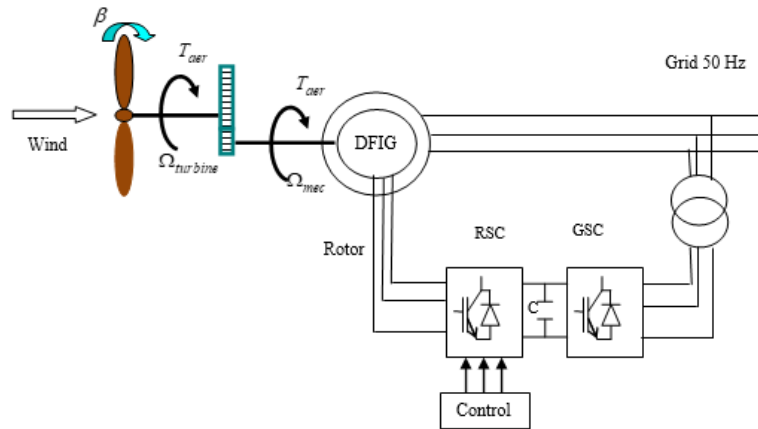 β
T_aer
T_aer
Grid 50 Hz
Wind
DFIG
Ω_turbine
Ω_mec
Rotor
RSC
GSC
C
Control